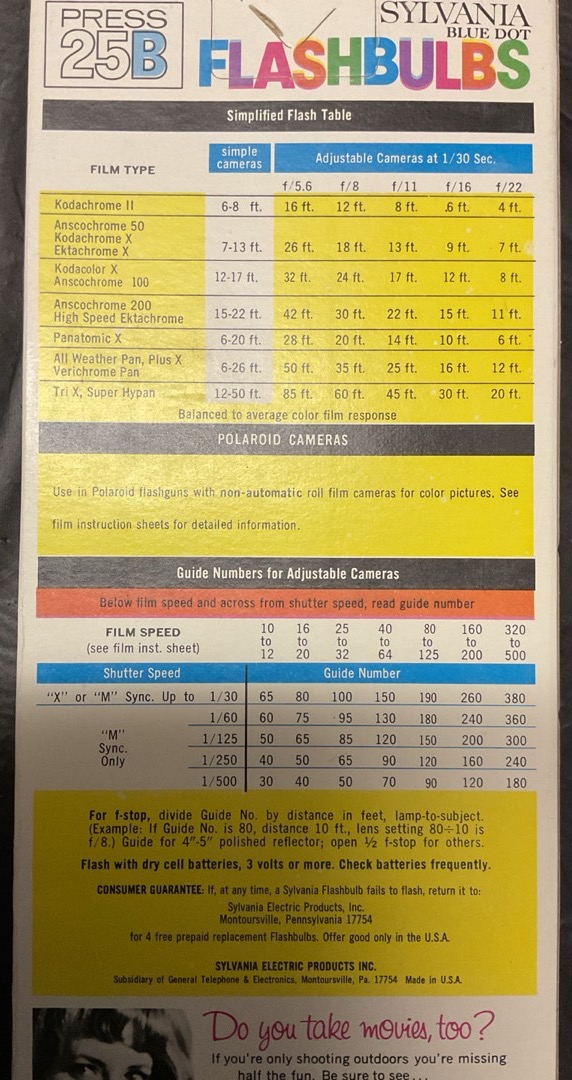 PRESS
25B
SYLVANIA
BLUE DOT
FLASHBULBS
Simplified Flash Table
FILM TYPE
simple
cameras
Adjustable Cameras at 1/30 Sec.
f/5.6 f/8 f/11 f/16 f/22
Kodachrome II 6-8 ft. 16 ft. 12 ft. 8 ft. 6 ft. 4 ft.
Anscochrome 50
Kodachrome X
Ektachrome X 7-13 ft. 26 ft. 18 ft. 13 ft. 9 ft. 7 ft.
Kodacolor X
Anscochrome 100 12-17 ft. 32 ft. 24 ft. 17 ft. 12 ft. 8 ft.
Anscochrome 200
High Speed Ektachrome 15-22 ft. 42 ft. 30 ft. 22 ft. 15 ft. 11 ft.
Panatomic X 6-20 ft. 28 ft. 20 ft. 14 ft. 10 ft. 6 ft.
All Weather Pan, Plus X
Verichrome Pan 6-26 ft. 50 ft. 35 ft. 25 ft. 16 ft. 12 ft.
Tri X, Super Hypan 12-50 ft. 85 ft. 60 ft. 45 ft. 30 ft. 20 ft.
Balanced to average color film response
POLAROID CAMERAS
Use in Polaroid flashguns with non-automatic roll film cameras for color pictures. See
film instruction sheets for detailed information.
Guide Numbers for Adjustable Cameras
Below film speed and across from shutter speed, read guide number
FILM SPEED
(see film inst. sheet)
10 16 25 40 80 160 320
to to to to to to to
12 20 32 64 125 200 500
Shutter Speed Guide Number
"X" or "M" Sync. Up to 1/30 65 80 100 150 190 260 380
1/60 60 75 95 130 180 240 360
"M"
Sync.
Only
1/125 50 65 85 120 150 200 300
1/250 40 50 65 90 120 160 240
1/500 30 40 50 70 90 120 180
For f-stop, divide Guide No. by distance in feet, lamp-to-subject.
(Example: If Guide No. is 80, distance 10 ft., lens setting 80÷10 is
f/8.) Guide for 4"-5" polished reflector; open ½ f-stop for others.
Flash with dry cell batteries, 3 volts or more. Check batteries frequently.
CONSUMER GUARANTEE: If, at any time, a Sylvania Flashbulb fails to flash, return it to:
Sylvania Electric Products, Inc.
Montoursville, Pennsylvania 17754
for 4 free prepaid replacement Flashbulbs. Offer good only in the U.S.A.
SYLVANIA ELECTRIC PRODUCTS INC.
Subsidiary of General Telephone & Electronics, Montoursville, Pa. 17754 Made in U.S.A.
Do you take movies, too?
If you're only shooting outdoors you're missing
half the fun. Be sure to see...